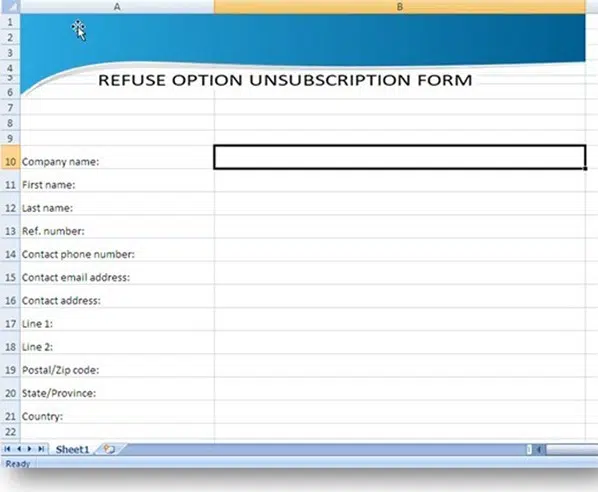 A B
1
2
3
4
5 REFUSE OPTION UNSUBSCRIPTION FORM
6
7
8
9
10 Company name:
11 First name:
12 Last name:
13 Ref. number:
14 Contact phone number:
15 Contact email address:
16 Contact address:
17 Line 1:
18 Line 2:
19 Postal/Zip code:
20 State/Province:
21 Country:
22
Sheet1
Ready